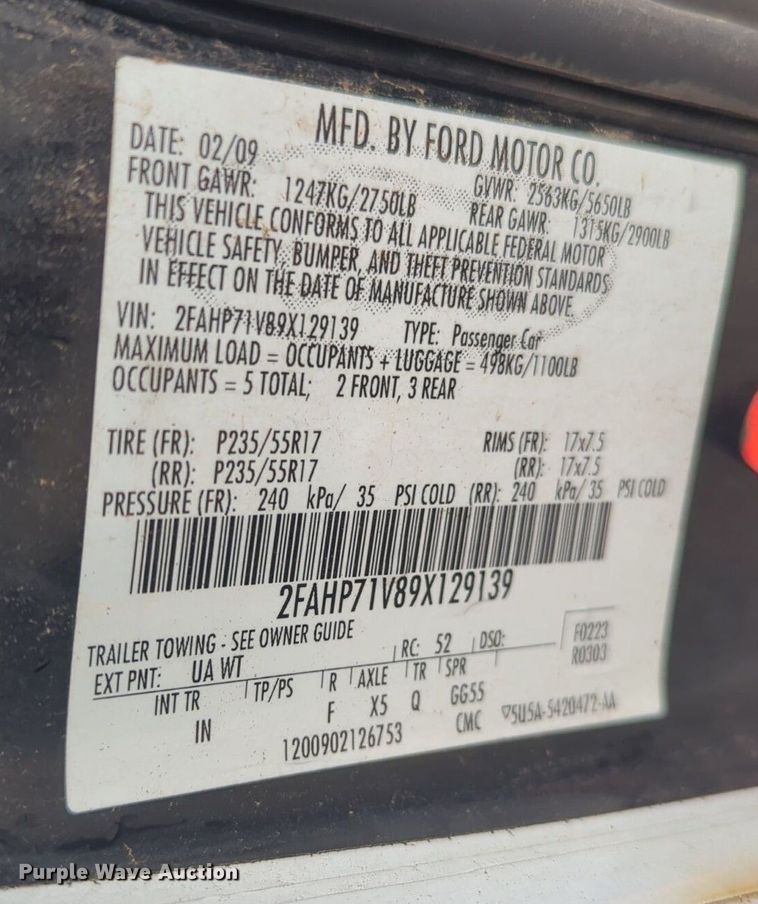 MFD. BY FORD MOTOR CO.
DATE: 02/09
GVWR: 2563KG/5650LB
FRONT GAWR: 1247KG/2750LB
REAR GAWR: 1315KG/2900LB
THIS VEHICLE CONFORMS TO ALL APPLICABLE FEDERAL MOTOR
VEHICLE SAFETY, BUMPER, AND THEFT PREVENTION STANDARDS
IN EFFECT ON THE DATE OF MANUFACTURE SHOWN ABOVE.
VIN: 2FAHP71V89X129139 TYPE: Passenger Car
MAXIMUM LOAD = OCCUPANTS + LUGGAGE = 498KG/1100LB
OCCUPANTS = 5 TOTAL; 2 FRONT, 3 REAR
TIRE (FR): P235/55R17 RIMS (FR): 17x7.5
(RR): P235/55R17 (RR): 17x7.5
PRESSURE (FR): 240 kPa/ 35 PSI COLD (RR): 240 kPa/ 35 PSI COLD
2FAHP71V89X129139
TRAILER TOWING - SEE OWNER GUIDE
F0223
R0303
EXT PNT: UA WT RC: 52 DSO:
INT TR TP/PS R AXLE TR SPR
IN F X5 Q GG55
1200902126753 CMC ▽5U5A-5420472-AA
Purple Wave Auction